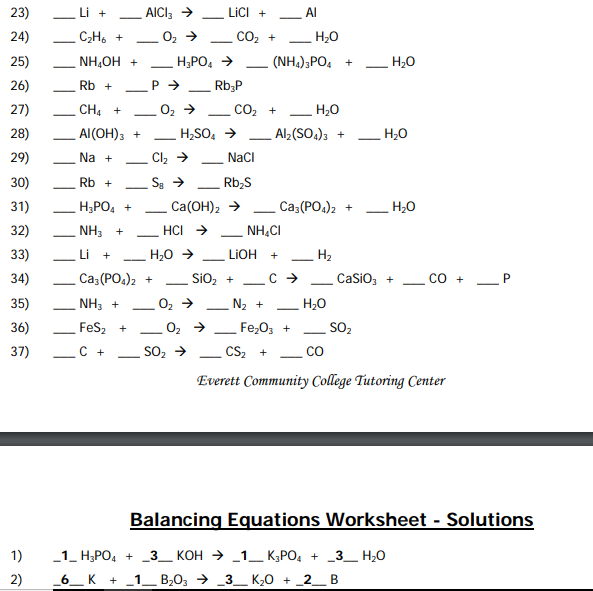 23) ___ Li + ___ AlCl₃ → ___ LiCl + ___ Al
24) ___ C₂H₆ + ___ O₂ → ___ CO₂ + ___ H₂O
25) ___ NH₄OH + ___ H₃PO₄ → ___ (NH₄)₃PO₄ + ___ H₂O
26) ___ Rb + ___ P → ___ Rb₃P
27) ___ CH₄ + ___ O₂ → ___ CO₂ + ___ H₂O
28) ___ Al(OH)₃ + ___ H₂SO₄ → ___ Al₂(SO₄)₃ + ___ H₂O
29) ___ Na + ___ Cl₂ → ___ NaCl
30) ___ Rb + ___ S₈ → ___ Rb₂S
31) ___ H₃PO₄ + ___ Ca(OH)₂ → ___ Ca₃(PO₄)₂ + ___ H₂O
32) ___ NH₃ + ___ HCl → ___ NH₄Cl
33) ___ Li + ___ H₂O → ___ LiOH + ___ H₂
34) ___ Ca₃(PO₄)₂ + ___ SiO₂ + ___ C → ___ CaSiO₃ + ___ CO + ___ P
35) ___ NH₃ + ___ O₂ → ___ N₂ + ___ H₂O
36) ___ FeS₂ + ___ O₂ → ___ Fe₂O₃ + ___ SO₂
37) ___ C + ___ SO₂ → ___ CS₂ + ___ CO
Everett Community College Tutoring Center
Balancing Equations Worksheet - Solutions
1) _1_ H₃PO₄ + _3__ KOH → _1__ K₃PO₄ + _3__ H₂O
2) _6__ K + _1__ B₂O₃ → _3__ K₂O + _2__ B